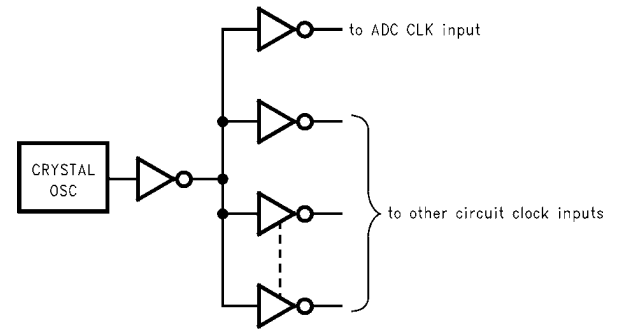 to ADC CLK input
CRYSTAL
OSC
to other circuit clock inputs